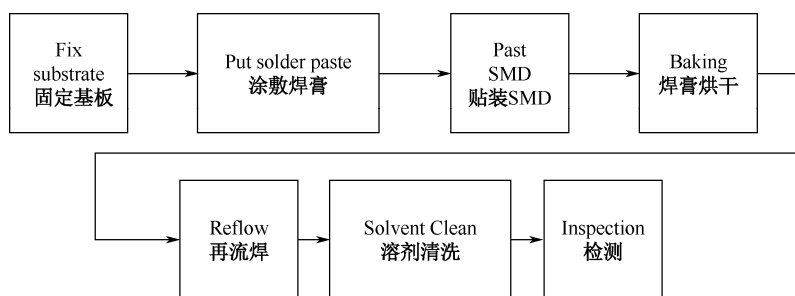 Fix
substrate
固定基板
Put solder paste
涂敷焊膏
Past
SMD
贴装SMD
Baking
焊膏烘干
Reflow
再流焊
Solvent Clean
溶剂清洗
Inspection
检测